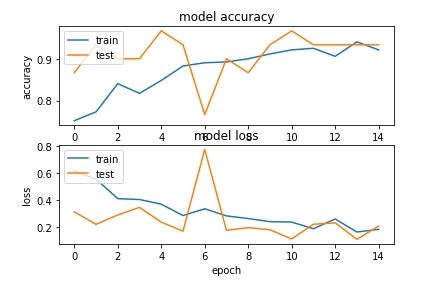 model accuracy
train
test
0.9
0.8
accuracy
0 2 4 6 8 10 12 14
model loss
train
test
0.8
0.6
0.4
0.2
loss
0 2 4 6 8 10 12 14
epoch